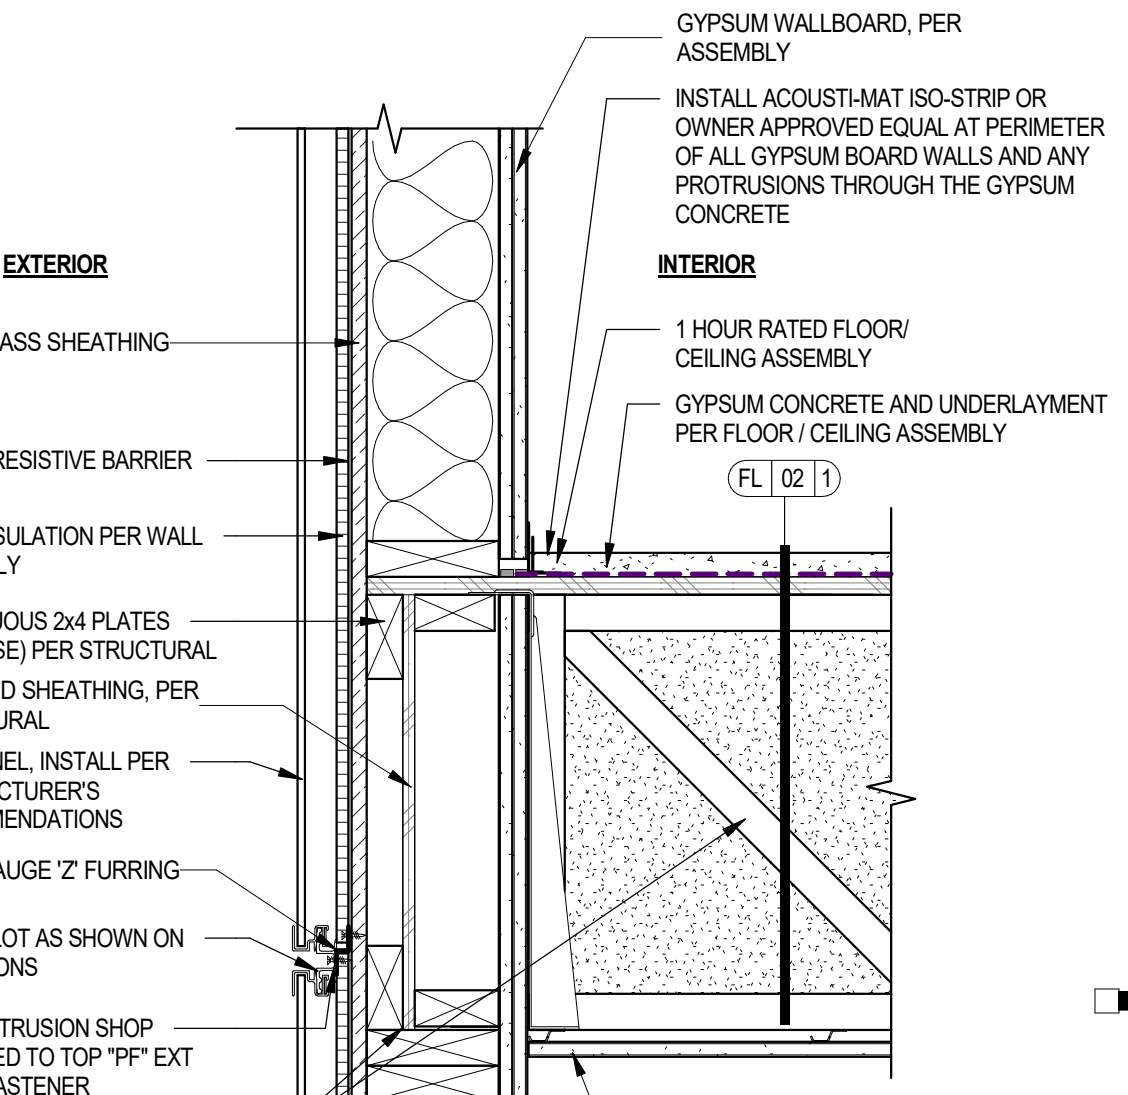 GYPSUM WALLBOARD, PER
ASSEMBLY
INSTALL ACOUSTI-MAT ISO-STRIP OR
OWNER APPROVED EQUAL AT PERIMETER
OF ALL GYPSUM BOARD WALLS AND ANY
PROTRUSIONS THROUGH THE GYPSUM
CONCRETE
EXTERIOR
INTERIOR
ASS SHEATHING
1 HOUR RATED FLOOR/
CEILING ASSEMBLY
GYPSUM CONCRETE AND UNDERLAYMENT
PER FLOOR / CEILING ASSEMBLY
RESISTIVE BARRIER
FL 02 1
SULATION PER WALL
LY
UOUS 2x4 PLATES
SE) PER STRUCTURAL
D SHEATHING, PER
URAL
NEL, INSTALL PER
CTURER'S
MENDATIONS
AUGE 'Z' FURRING
LOT AS SHOWN ON
ONS
TRUSION SHOP
ED TO TOP "PF" EXT
ASTENER